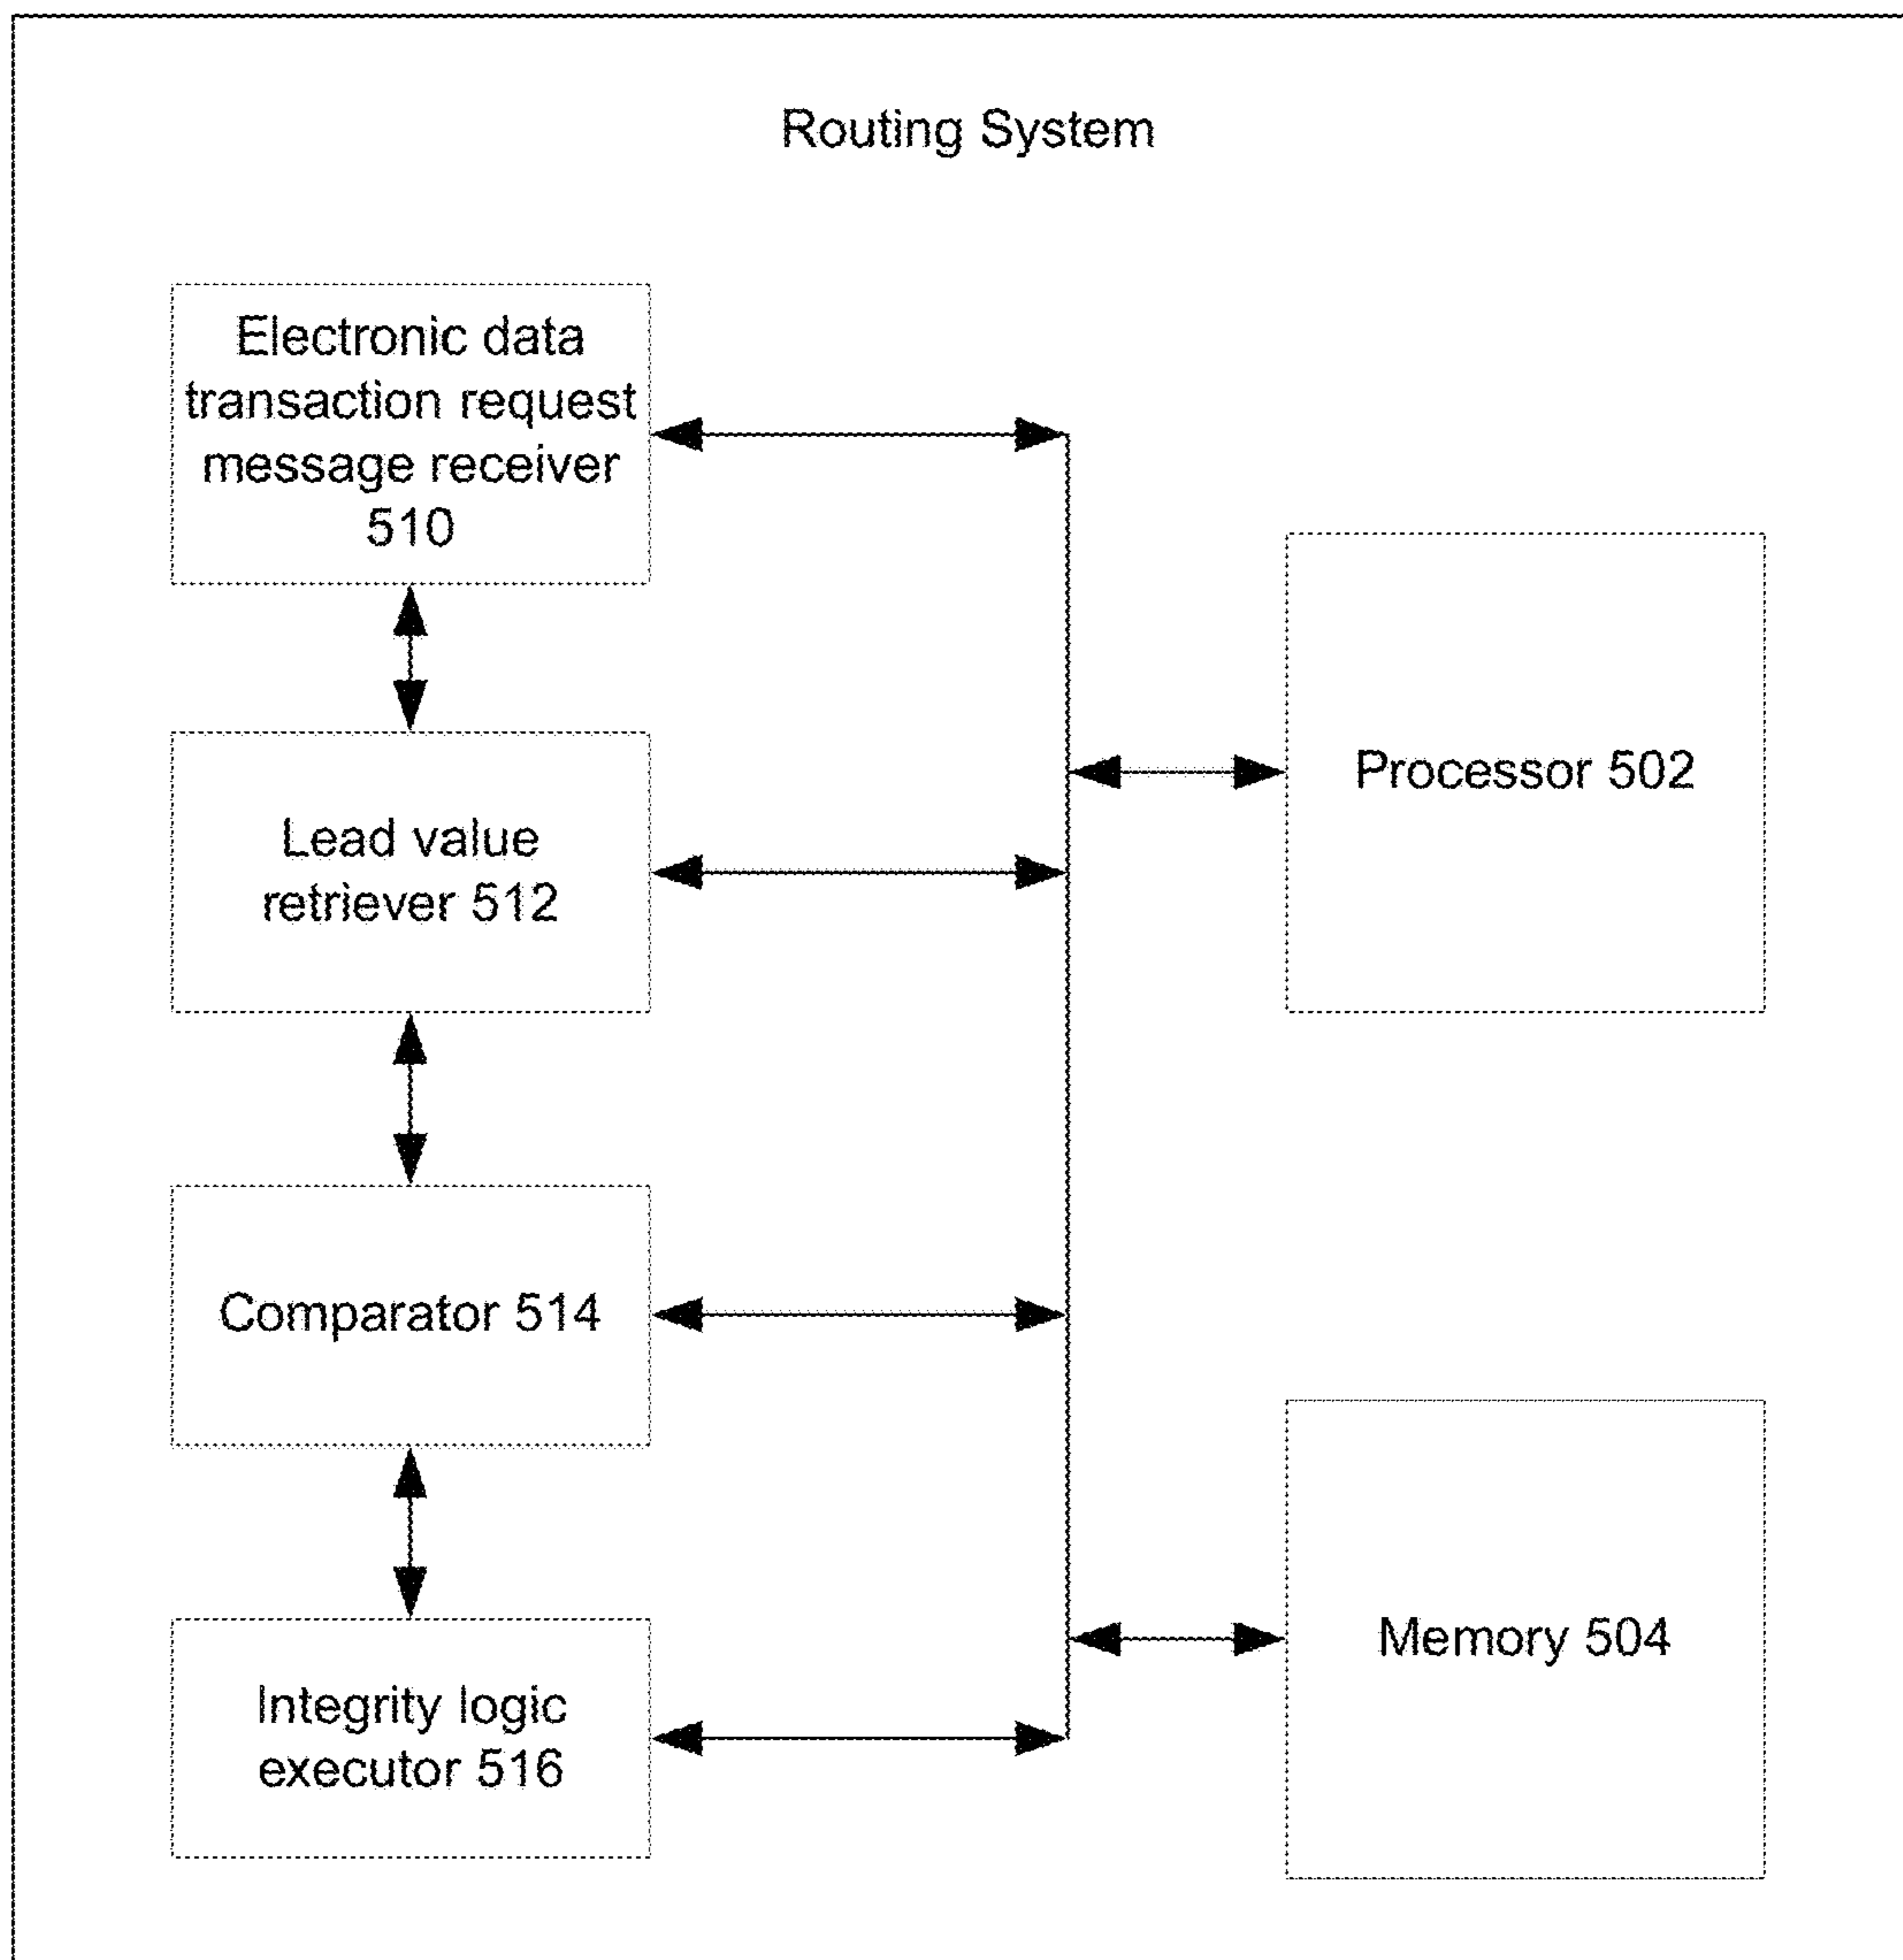 Routing System
Electronic data
transaction request
message receiver
510
Lead value
retriever 512
Comparator 514
Integrity logic
executor 516
Processor 502
Memory 504